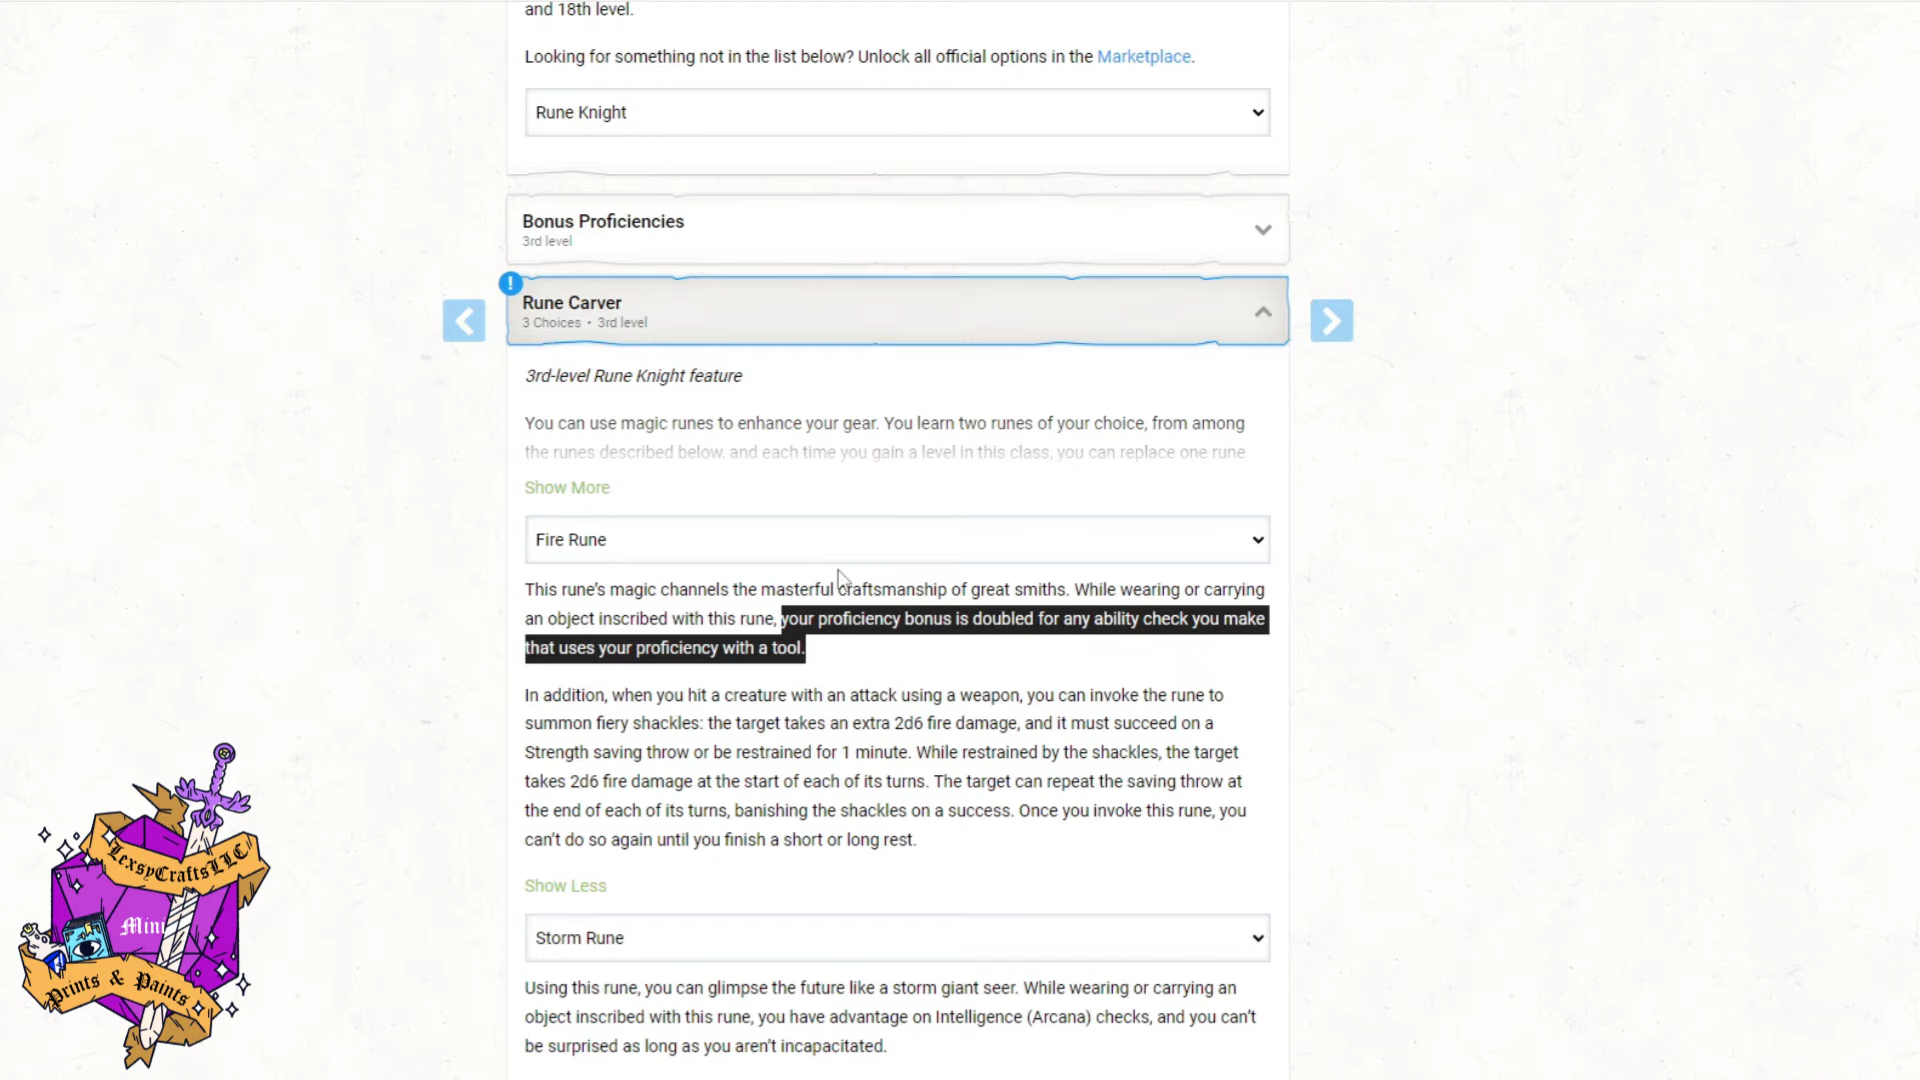 and 18th level.
Looking for something not in the list below? Unlock all official options in the Marketplace.
Rune Knight
Bonus Proficiencies
3rd level
!
Rune Carver
3 Choices • 3rd level
3rd-level Rune Knight feature
You can use magic runes to enhance your gear. You learn two runes of your choice, from among
the runes described below, and each time you gain a level in this class, you can replace one rune
Show More
Fire Rune
This rune's magic channels the masterful craftsmanship of great smiths. While wearing or carrying
an object inscribed with this rune, your proficiency bonus is doubled for any ability check you make
that uses your proficiency with a tool.
In addition, when you hit a creature with an attack using a weapon, you can invoke the rune to
summon fiery shackles: the target takes an extra 2d6 fire damage, and it must succeed on a
Strength saving throw or be restrained for 1 minute. While restrained by the shackles, the target
takes 2d6 fire damage at the start of each of its turns. The target can repeat the saving throw at
the end of each of its turns, banishing the shackles on a success. Once you invoke this rune, you
can't do so again until you finish a short or long rest.
Show Less
Storm Rune
Using this rune, you can glimpse the future like a storm giant seer. While wearing or carrying an
object inscribed with this rune, you have advantage on Intelligence (Arcana) checks, and you can't
be surprised as long as you aren't incapacitated.
LexsyCraftsLLC
Mini
Prints & Paints